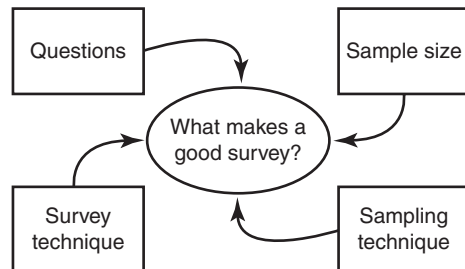 Questions
Sample size
What makes a
good survey?
Survey
technique
Sampling
technique